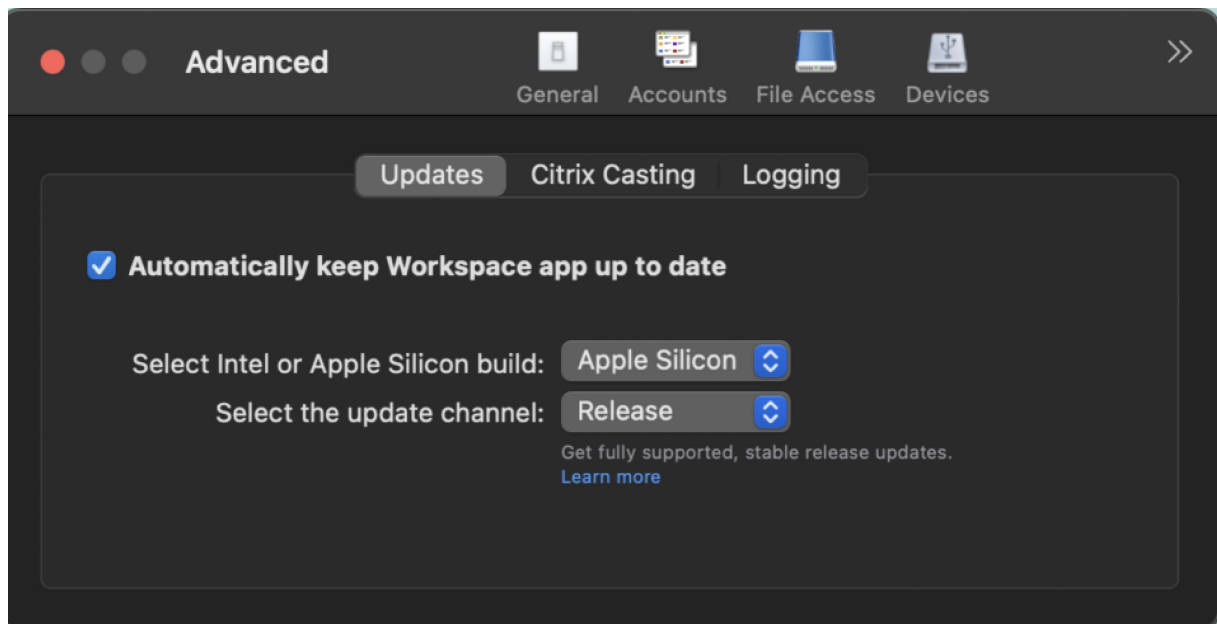 Advanced
General Accounts File Access Devices
Updates Citrix Casting Logging
Automatically keep Workspace app up to date
Select Intel or Apple Silicon build: Apple Silicon
Select the update channel: Release
Get fully supported, stable release updates.
Learn more